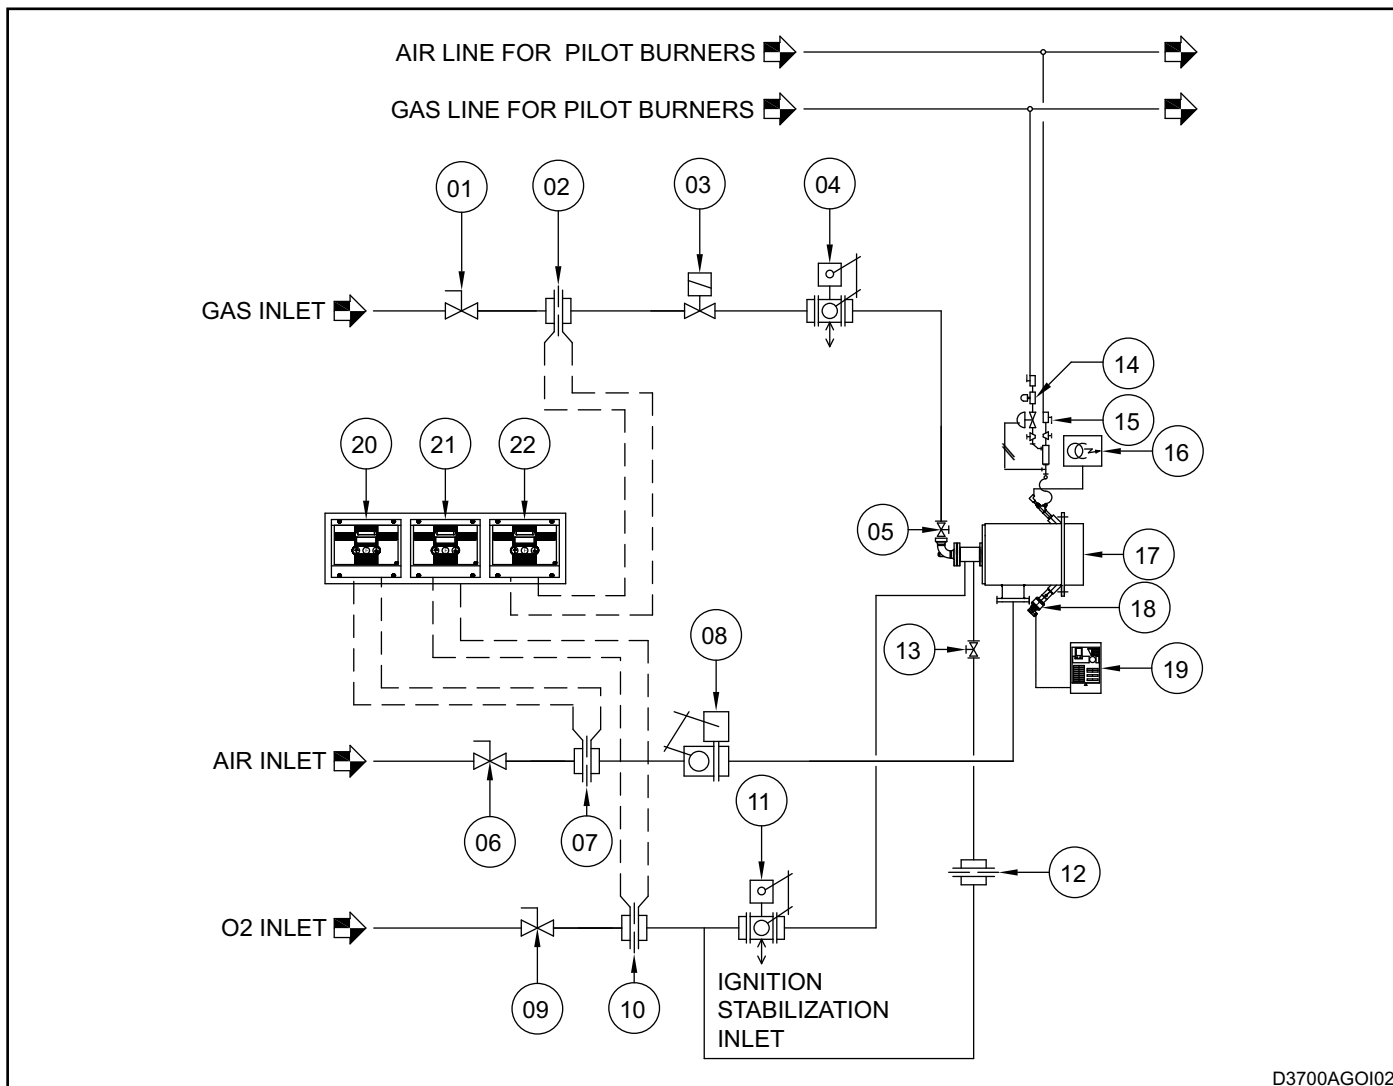 AIR LINE FOR PILOT BURNERS
GAS LINE FOR PILOT BURNERS
01
02
03
04
GAS INLET
14
20
21
22
15
16
05
17
18
08
13
19
AIR INLET
11
06
07
12
O2 INLET
IGNITION
STABILIZATION
INLET
09
10
D3700AGOI02